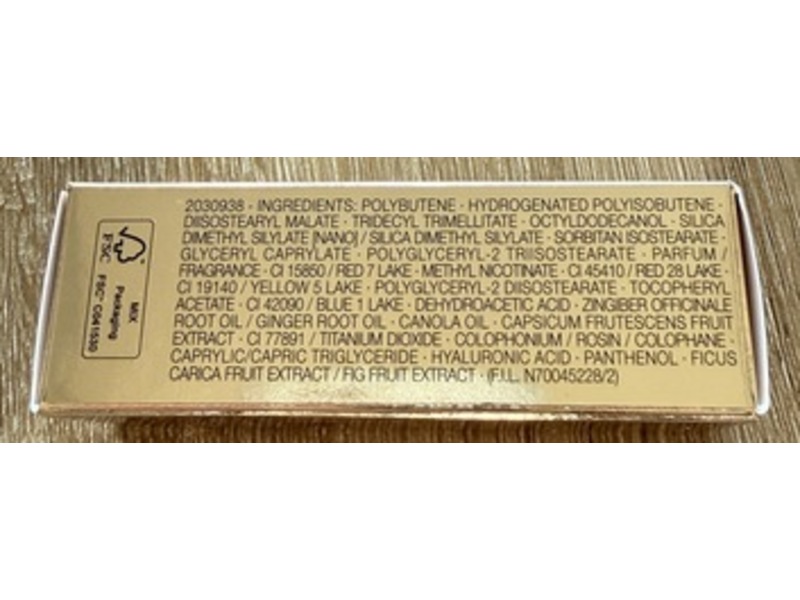 2030938 · INGREDIENTS: POLYBUTENE · HYDROGENATED POLYISOBUTENE ·
DIISOSTEARYL MALATE · TRIDECYL TRIMELLITATE · OCTYLDODECANOL · SILICA
DIMETHYL SILYLATE [NANO] / SILICA DIMETHYL SILYLATE · SORBITAN ISOSTEARATE ·
GLYCERYL CAPRYLATE · POLYGLYCERYL-2 TRIISOSTEARATE · PARFUM /
FRAGRANCE · CI 15850 / RED 7 LAKE · METHYL NICOTINATE · CI 45410 / RED 28 LAKE ·
CI 19140 / YELLOW 5 LAKE · POLYGLYCERYL-2 DIISOSTEARATE · TOCOPHERYL
ACETATE · CI 42090 / BLUE 1 LAKE · DEHYDROACETIC ACID · ZINGIBER OFFICINALE
ROOT OIL / GINGER ROOT OIL · CANOLA OIL · CAPSICUM FRUTESCENS FRUIT
EXTRACT · CI 77891 / TITANIUM DIOXIDE · COLOPHONIUM / ROSIN / COLOPHANE ·
CAPRYLIC/CAPRIC TRIGLYCERIDE · HYALURONIC ACID · PANTHENOL · FICUS
CARICA FRUIT EXTRACT / FIG FRUIT EXTRACT · (F.I.L. N70045228/2)
FSC
MIX
Packaging
FSC® C041530